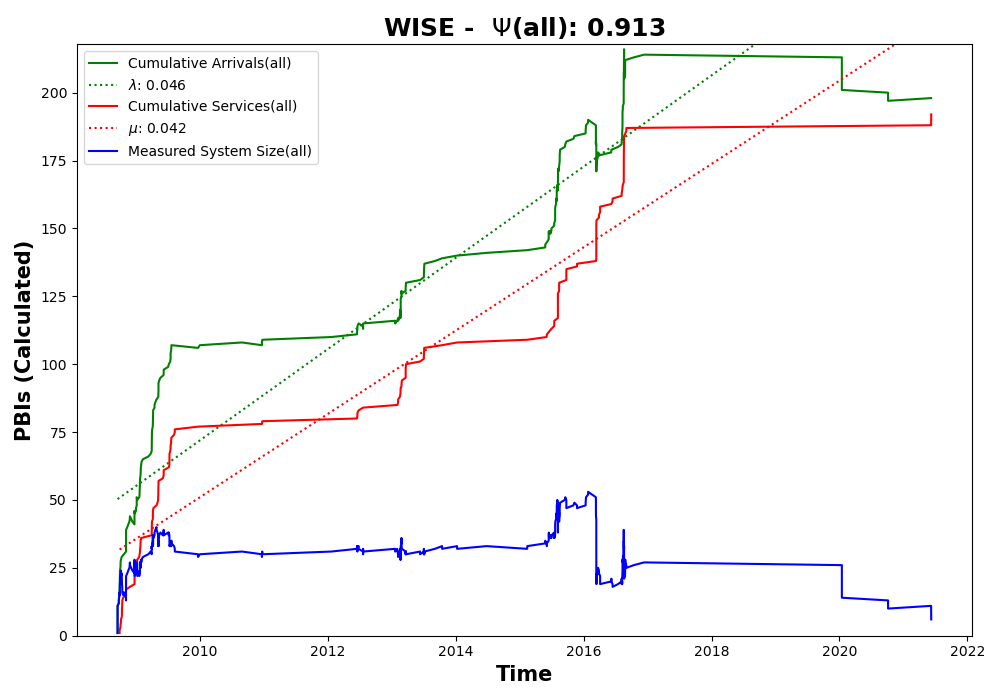 WISE - Ψ(all): 0.913
Cumulative Arrivals(all)
λ: 0.046
Cumulative Services(all)
μ: 0.042
Measured System Size(all)
PBIs (Calculated)
200
175
150
125
100
75
50
25
0
2010 2012 2014 2016 2018 2020 2022
Time